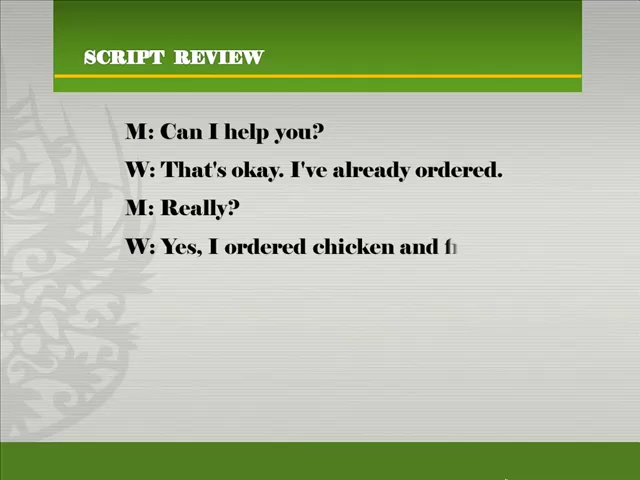 SCRIPT REVIEW
M: Can I help you?
W: That's okay. I've already ordered.
M: Really?
W: Yes, I ordered chicken and